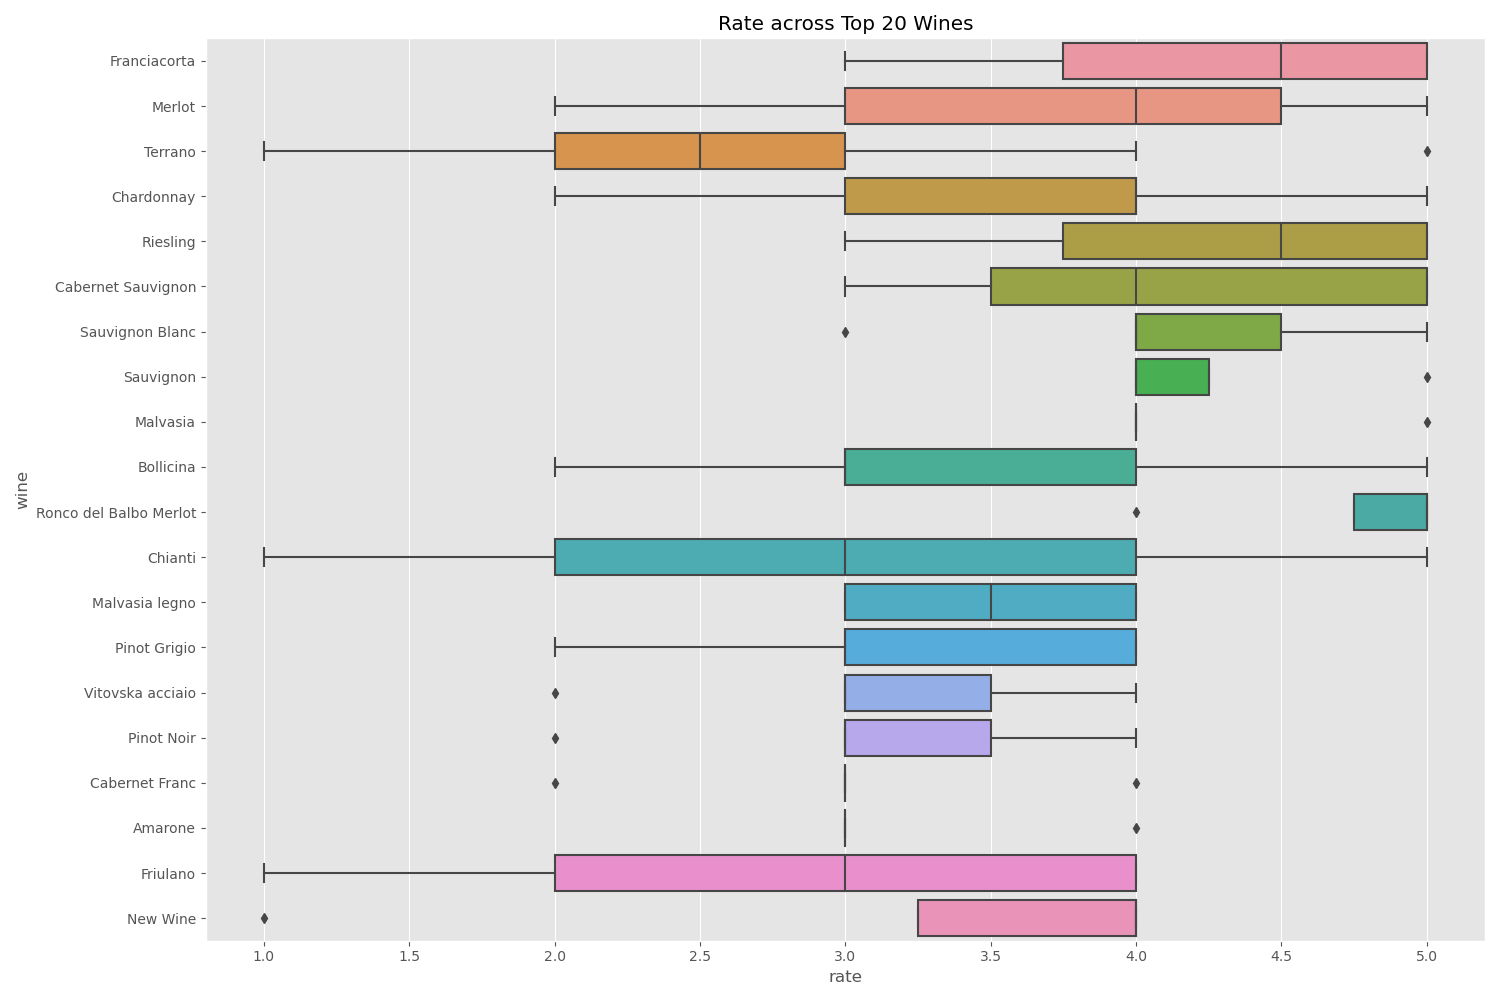 Rate across Top 20 Wines
Franciacorta
Merlot
Terrano
Chardonnay
Riesling
Cabernet Sauvignon
Sauvignon Blanc
Sauvignon
Malvasia
Bollicina
Ronco del Balbo Merlot
Chianti
Malvasia legno
Pinot Grigio
Vitovska acciaio
Pinot Noir
Cabernet Franc
Amarone
Friulano
New Wine
wine
1.0 1.5 2.0 2.5 3.0 3.5 4.0 4.5 5.0
rate